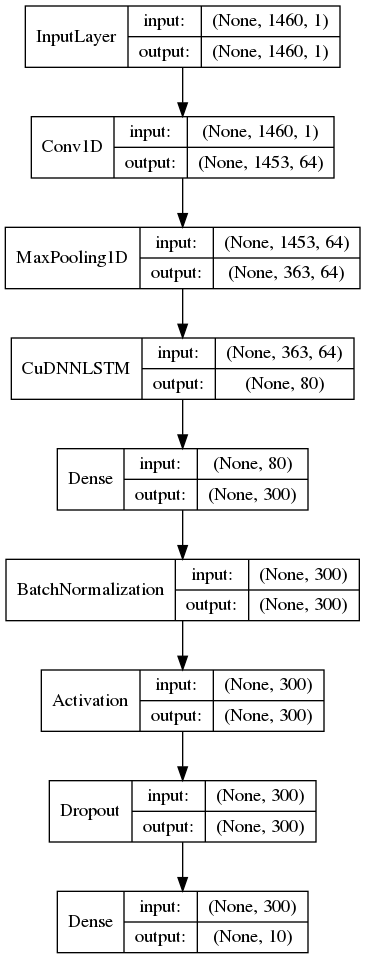 InputLayer
input: (None, 1460, 1)
output: (None, 1460, 1)
Conv1D
input: (None, 1460, 1)
output: (None, 1453, 64)
MaxPooling1D
input: (None, 1453, 64)
output: (None, 363, 64)
CuDNNLSTM
input: (None, 363, 64)
output: (None, 80)
Dense
input: (None, 80)
output: (None, 300)
BatchNormalization
input: (None, 300)
output: (None, 300)
Activation
input: (None, 300)
output: (None, 300)
Dropout
input: (None, 300)
output: (None, 300)
Dense
input: (None, 300)
output: (None, 10)